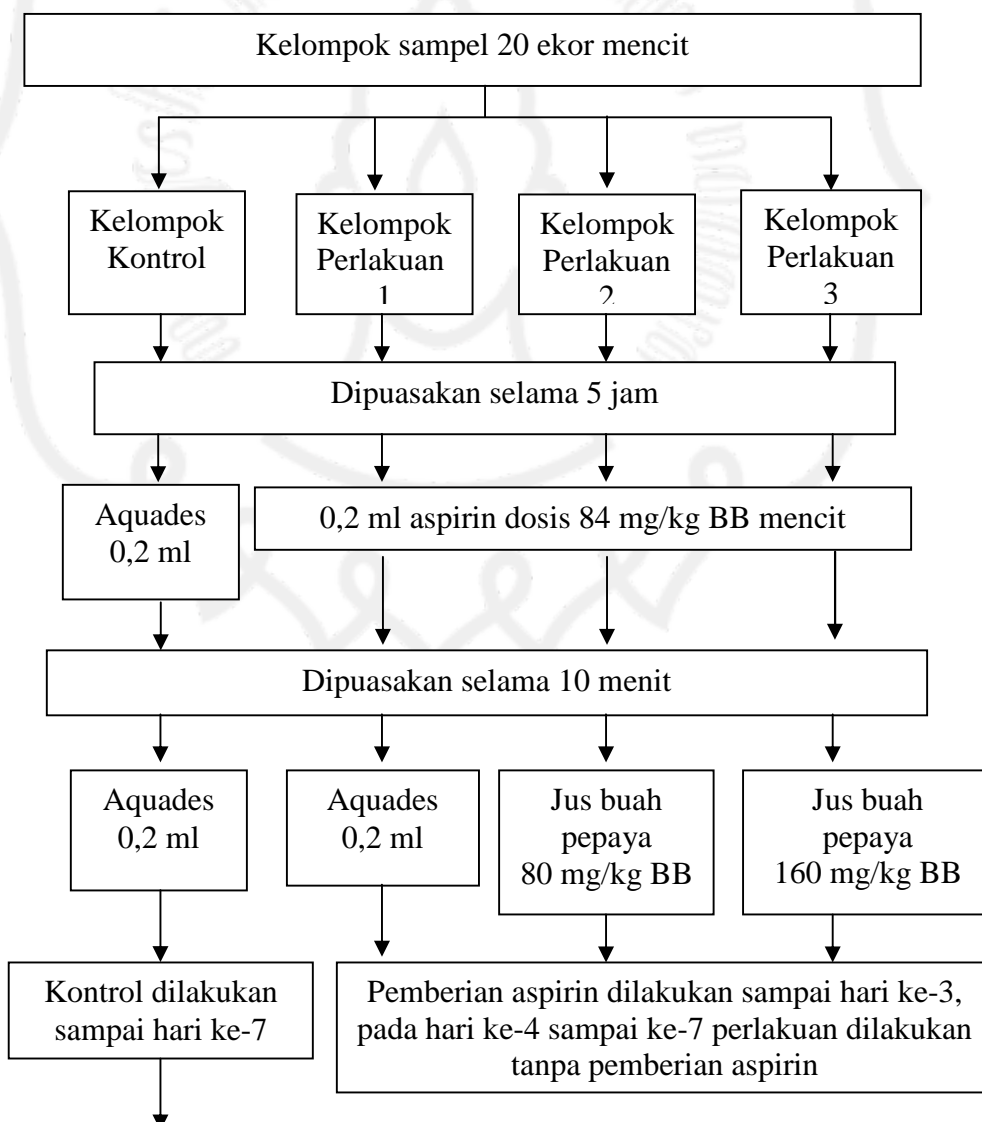 Kelompok sampel 20 ekor mencit
Kelompok
Kontrol
Kelompok
Perlakuan
1
Kelompok
Perlakuan
2
Kelompok
Perlakuan
3
Dipuasakan selama 5 jam
Aquades
0,2 ml
0,2 ml aspirin dosis 84 mg/kg BB mencit
Dipuasakan selama 10 menit
Aquades
0,2 ml
Aquades
0,2 ml
Jus buah
pepaya
80 mg/kg BB
Jus buah
pepaya
160 mg/kg BB
Kontrol dilakukan
sampai hari ke-7
Pemberian aspirin dilakukan sampai hari ke-3,
pada hari ke-4 sampai ke-7 perlakuan dilakukan
tanpa pemberian aspirin